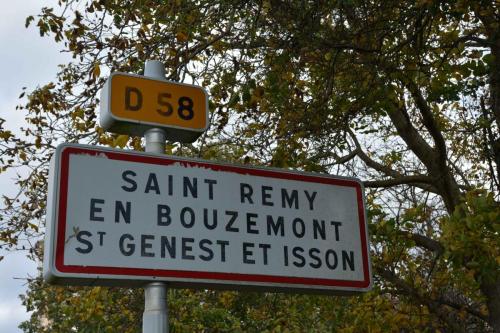 D 58
SAINT REMY
EN BOUZEMONT
ST GENEST ET ISSON